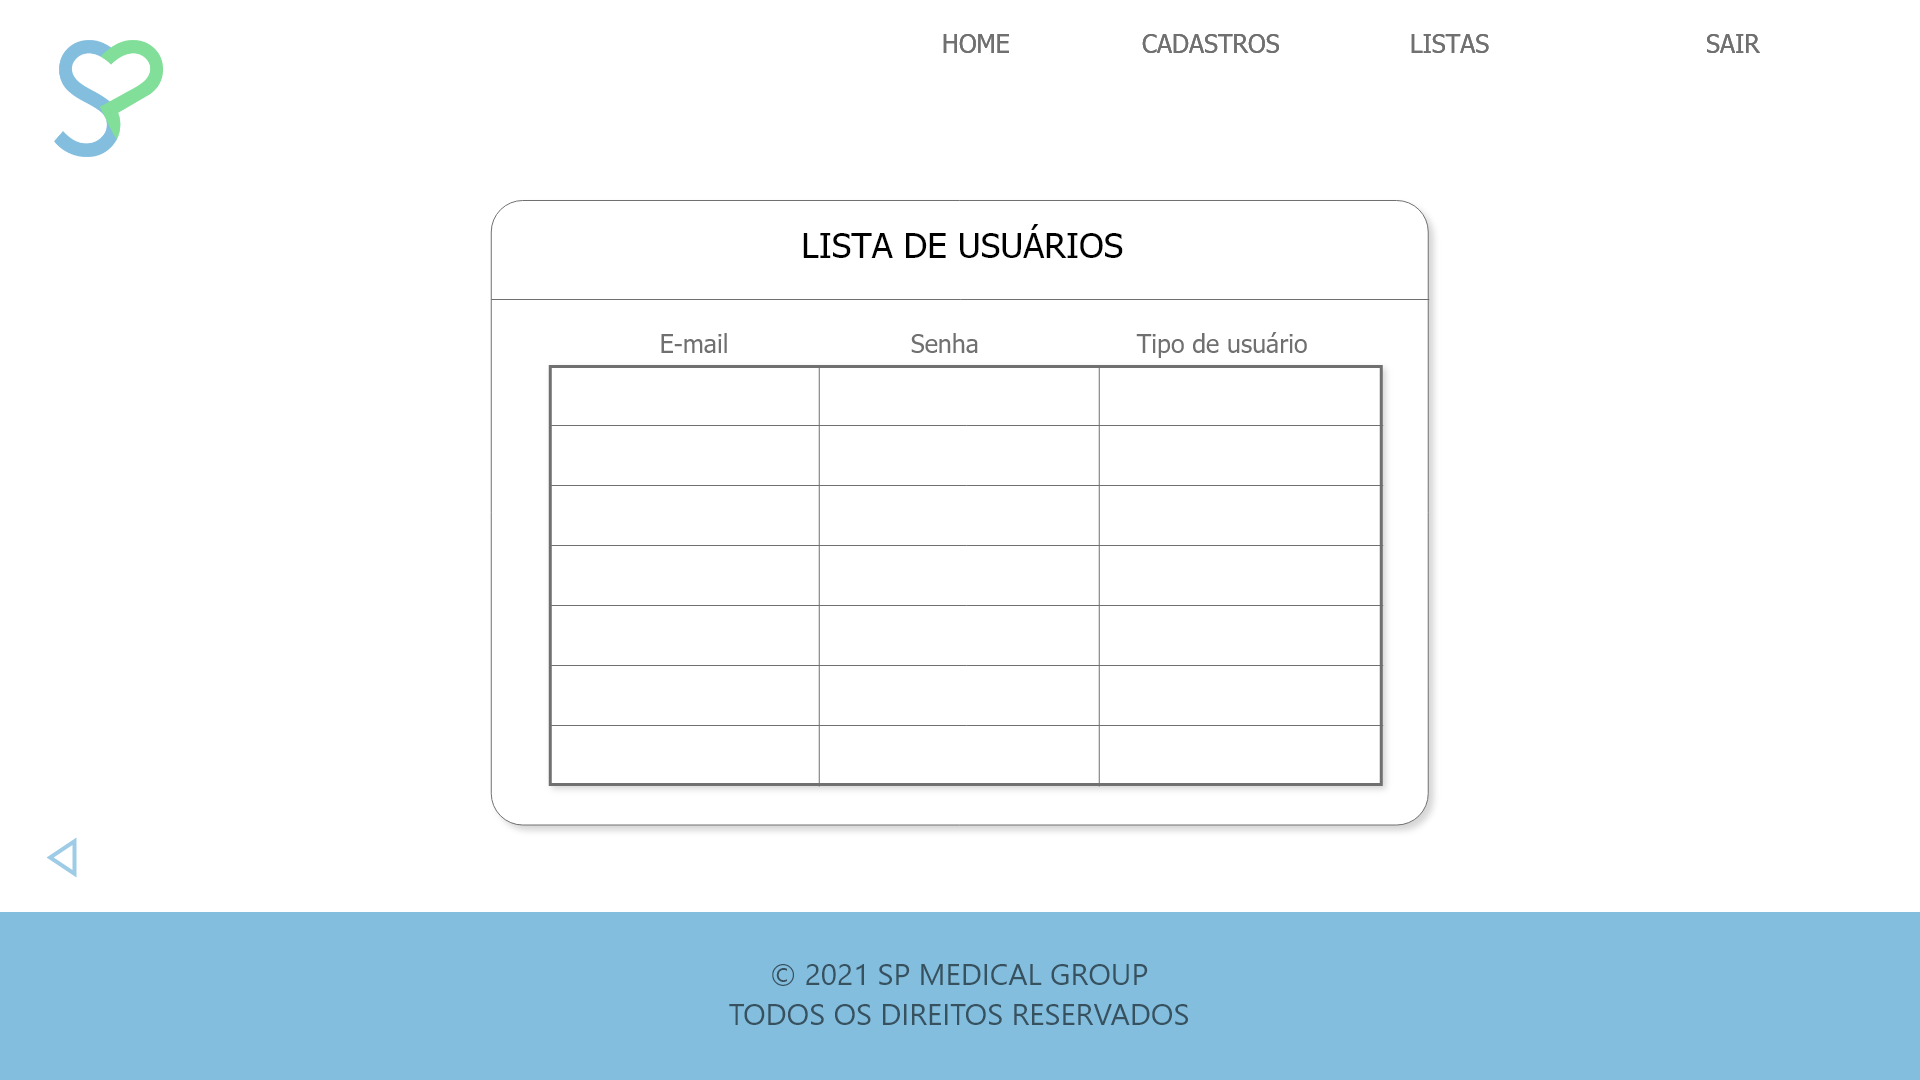 HOME CADASTROS LISTAS SAIR
LISTA DE USUÁRIOS
E-mail Senha Tipo de usuário
© 2021 SP MEDICAL GROUP
TODOS OS DIREITOS RESERVADOS